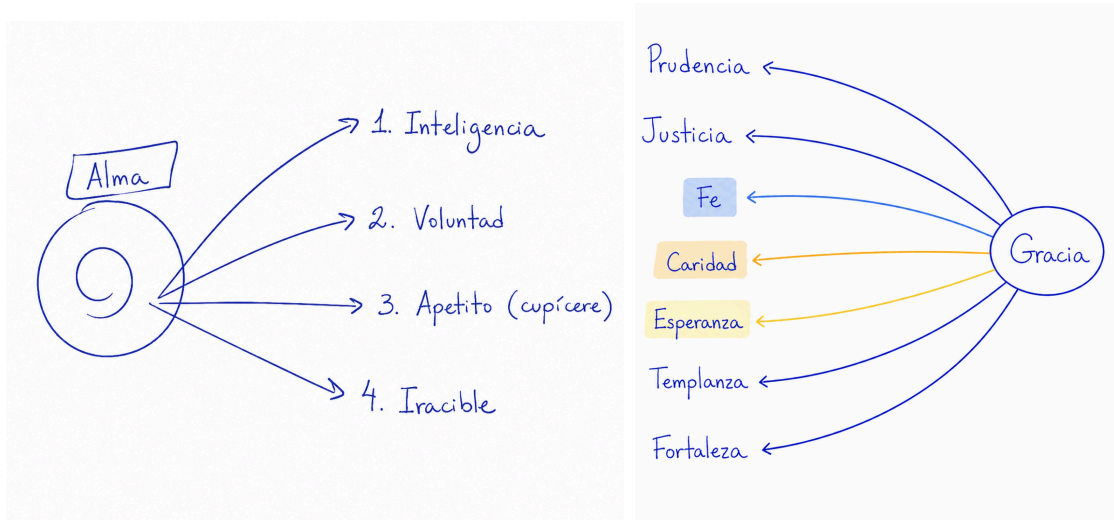 Alma
1. Inteligencia
2. Voluntad
3. Apetito (cupícere)
4. Iracible
Prudencia
Justicia
Fe
Caridad
Esperanza
Templanza
Fortaleza
Gracia